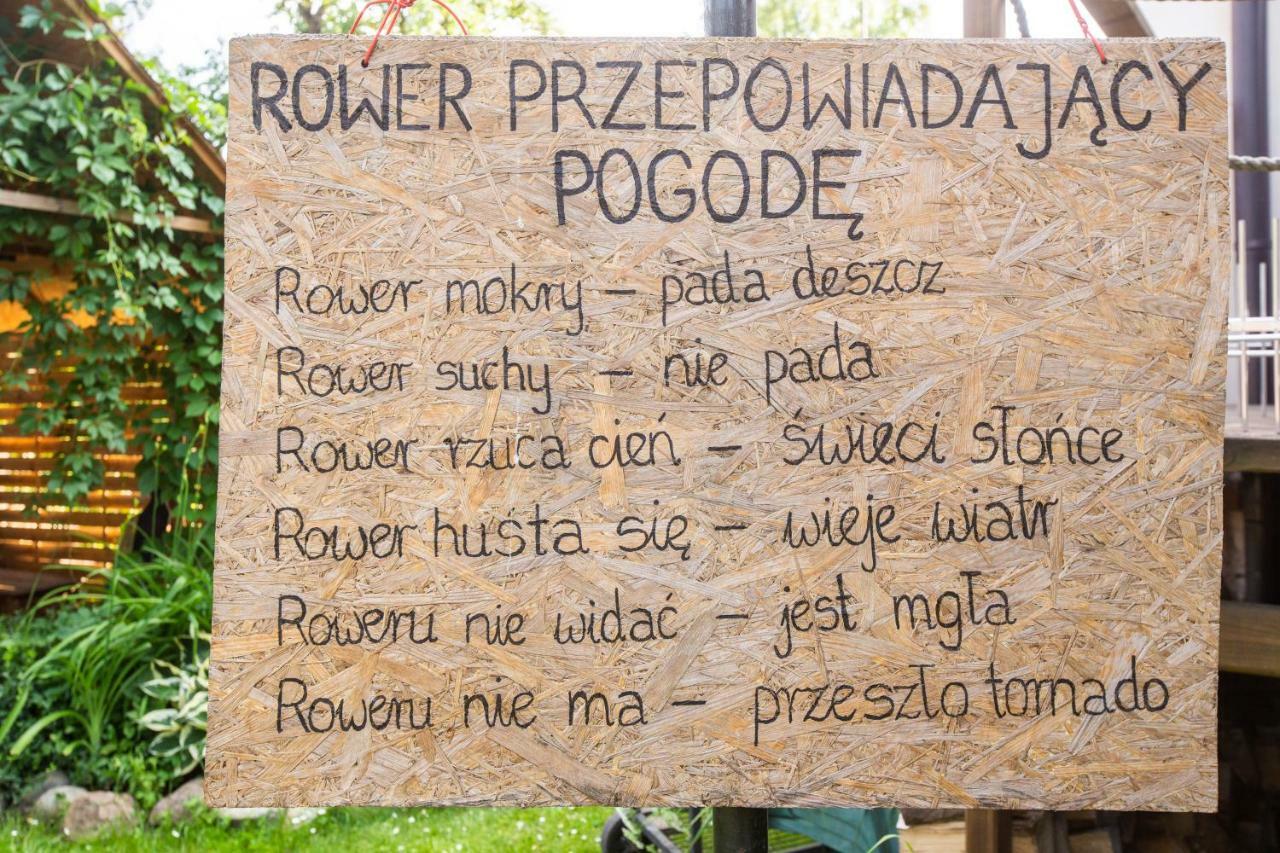 ROWER PRZEPOWIADAJĄCY
POGODĘ
Rower mokry – pada deszcz
Rower suchy – nie pada
Rower rzuca cień – świeci słońce
Rower huśta się – wieje wiatr
Roweru nie widać – jest mgła
Roweru nie ma – przeszło tornado